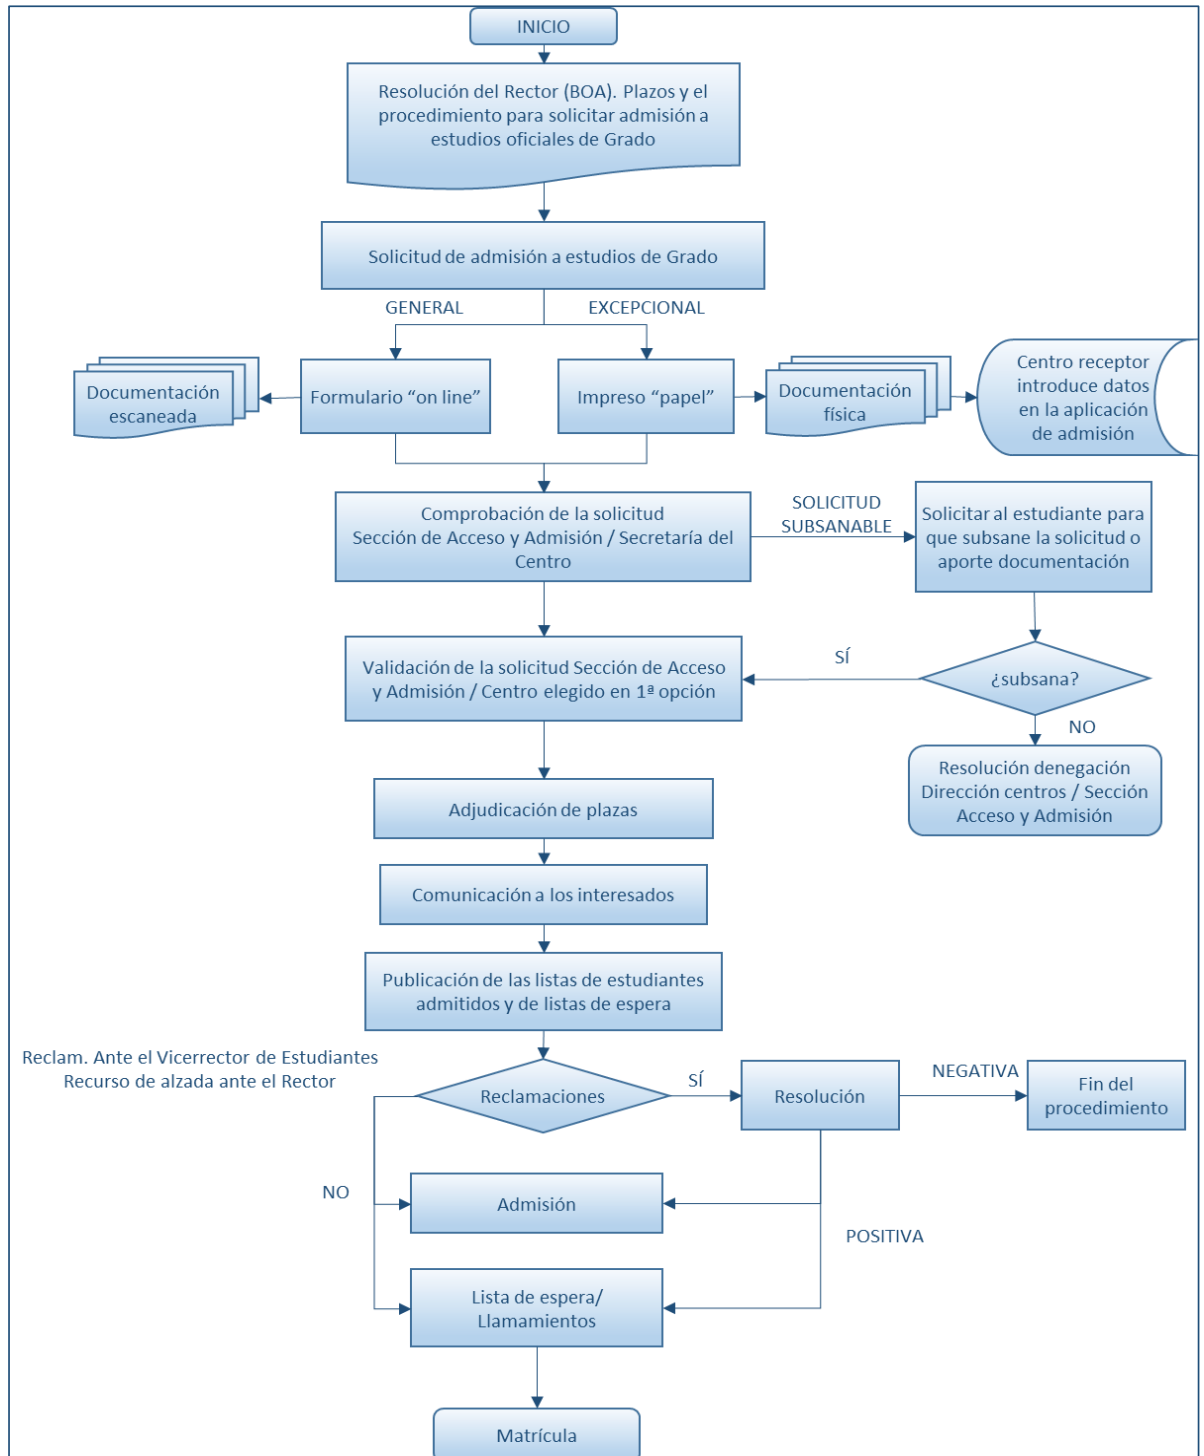 INICIO
Resolución del Rector (BOA). Plazos y el
procedimiento para solicitar admisión a
estudios oficiales de Grado
Solicitud de admisión a estudios de Grado
GENERAL
EXCEPCIONAL
Documentación
escaneada
Formulario “on line”
Impreso “papel”
Documentación
física
Centro receptor
introduce datos
en la aplicación
de admisión
Comprobación de la solicitud
Sección de Acceso y Admisión / Secretaría del
Centro
SOLICITUD
SUBSANABLE
Solicitar al estudiante para
que subsane la solicitud o
aporte documentación
Validación de la solicitud Sección de Acceso
y Admisión / Centro elegido en 1ª opción
SÍ
¿subsana?
NO
Resolución denegación
Dirección centros / Sección
Acceso y Admisión
Adjudicación de plazas
Comunicación a los interesados
Publicación de las listas de estudiantes
admitidos y de listas de espera
Reclam. Ante el Vicerrector de Estudiantes
Recurso de alzada ante el Rector
Reclamaciones
SÍ
Resolución
NEGATIVA
Fin del
procedimiento
NO
Admisión
POSITIVA
Lista de espera/
Llamamientos
Matrícula